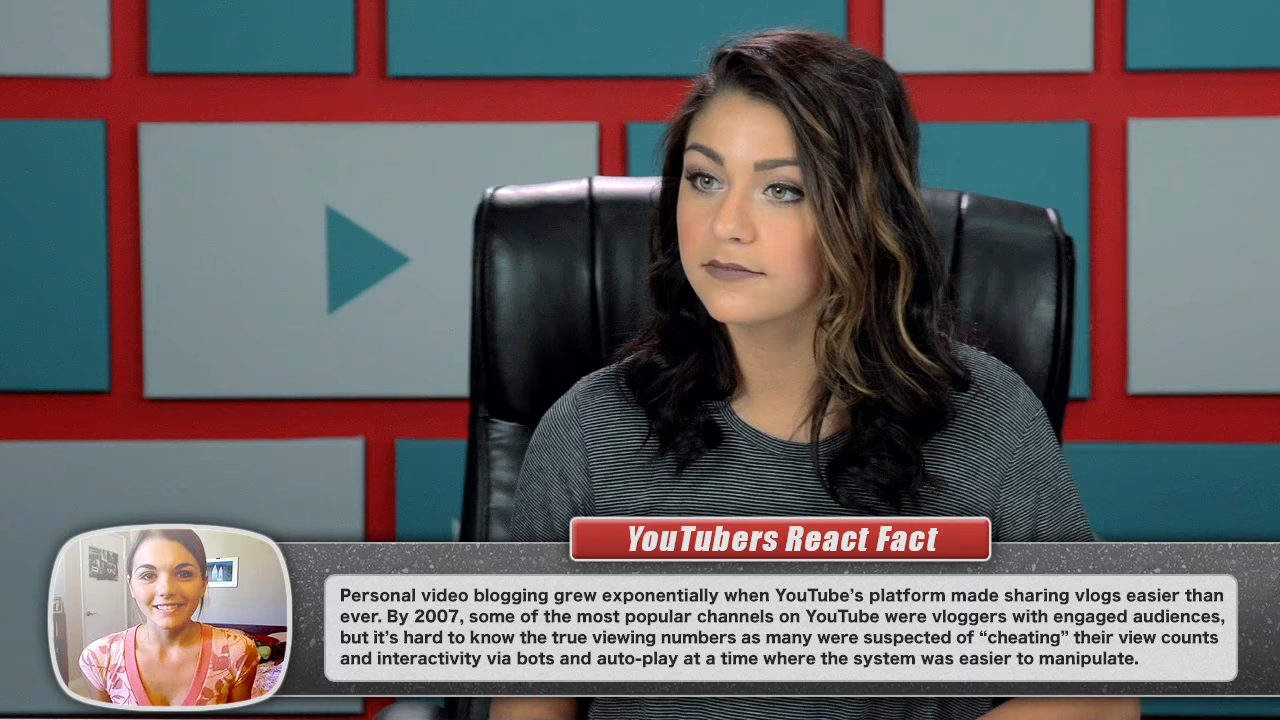 YouTubers React Fact
Personal video blogging grew exponentially when YouTube’s platform made sharing vlogs easier than
ever. By 2007, some of the most popular channels on YouTube were vloggers with engaged audiences,
but it’s hard to know the true viewing numbers as many were suspected of “cheating” their view counts
and interactivity via bots and auto-play at a time where the system was easier to manipulate.